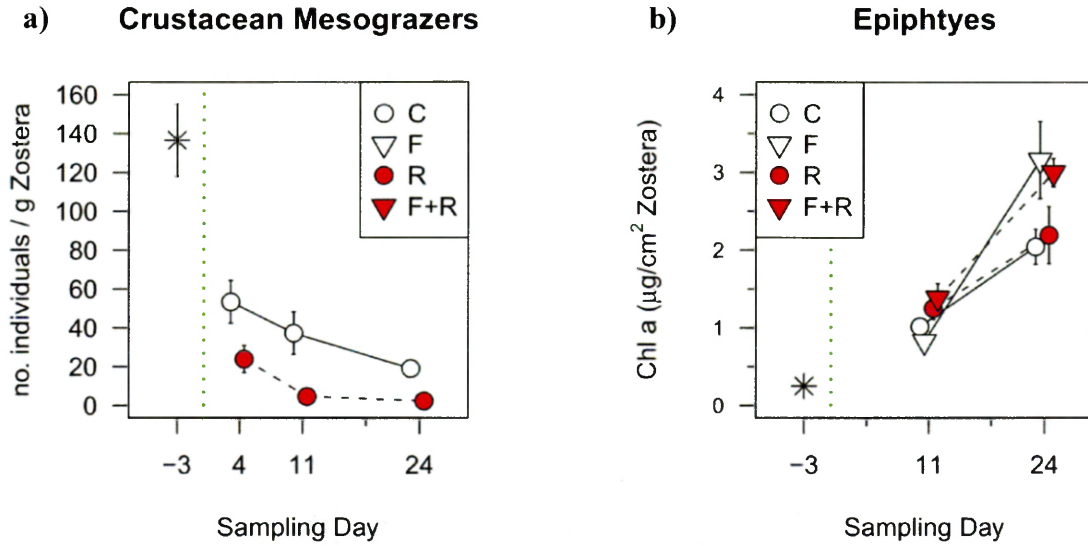 a) Crustacean Mesograzers
no. individuals / g Zostera
160
140
120
100
80
60
40
20
0
C
F
R
F+R
−3 4 11 24
Sampling Day
b) Epiphtyes
Chl a (μg/cm² Zostera)
4
3
2
1
0
C
F
R
F+R
−3 11 24
Sampling Day